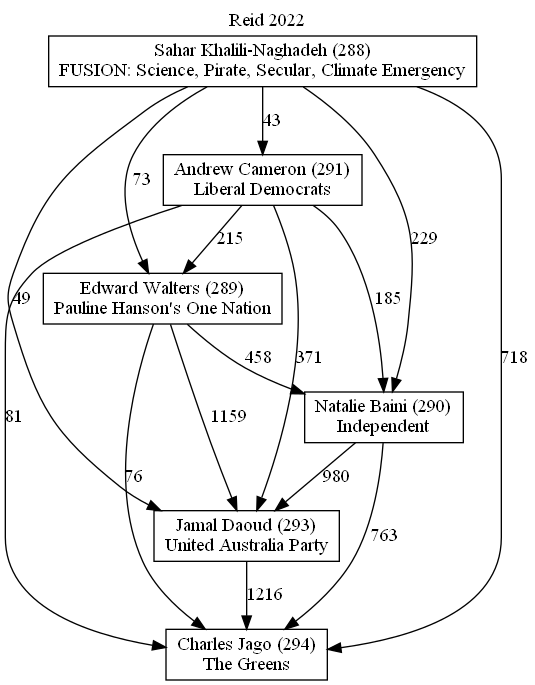 Reid 2022
Sahar Khalili-Naghadeh (288)
FUSION: Science, Pirate, Secular, Climate Emergency
43
Andrew Cameron (291)
Liberal Democrats
73
215
229
Edward Walters (289)
Pauline Hanson's One Nation
49
185
458
371
718
Natalie Baini (290)
Independent
81
1159
76
980
Jamal Daoud (293)
United Australia Party
763
1216
Charles Jago (294)
The Greens